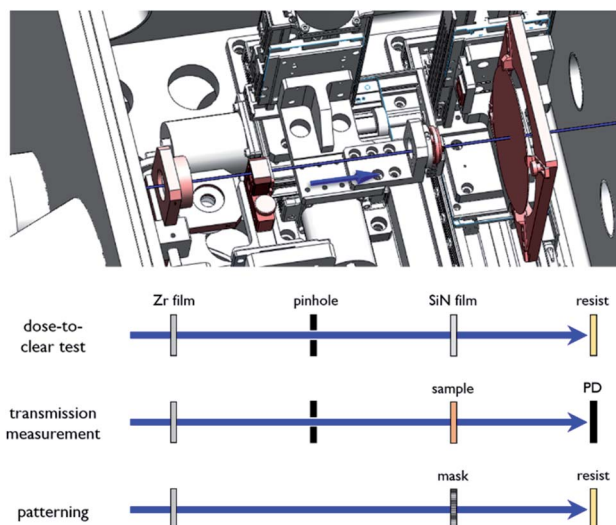 Zr film pinhole SiN film resist
dose-to-
clear test
sample PD
transmission
measurement
mask resist
patterning